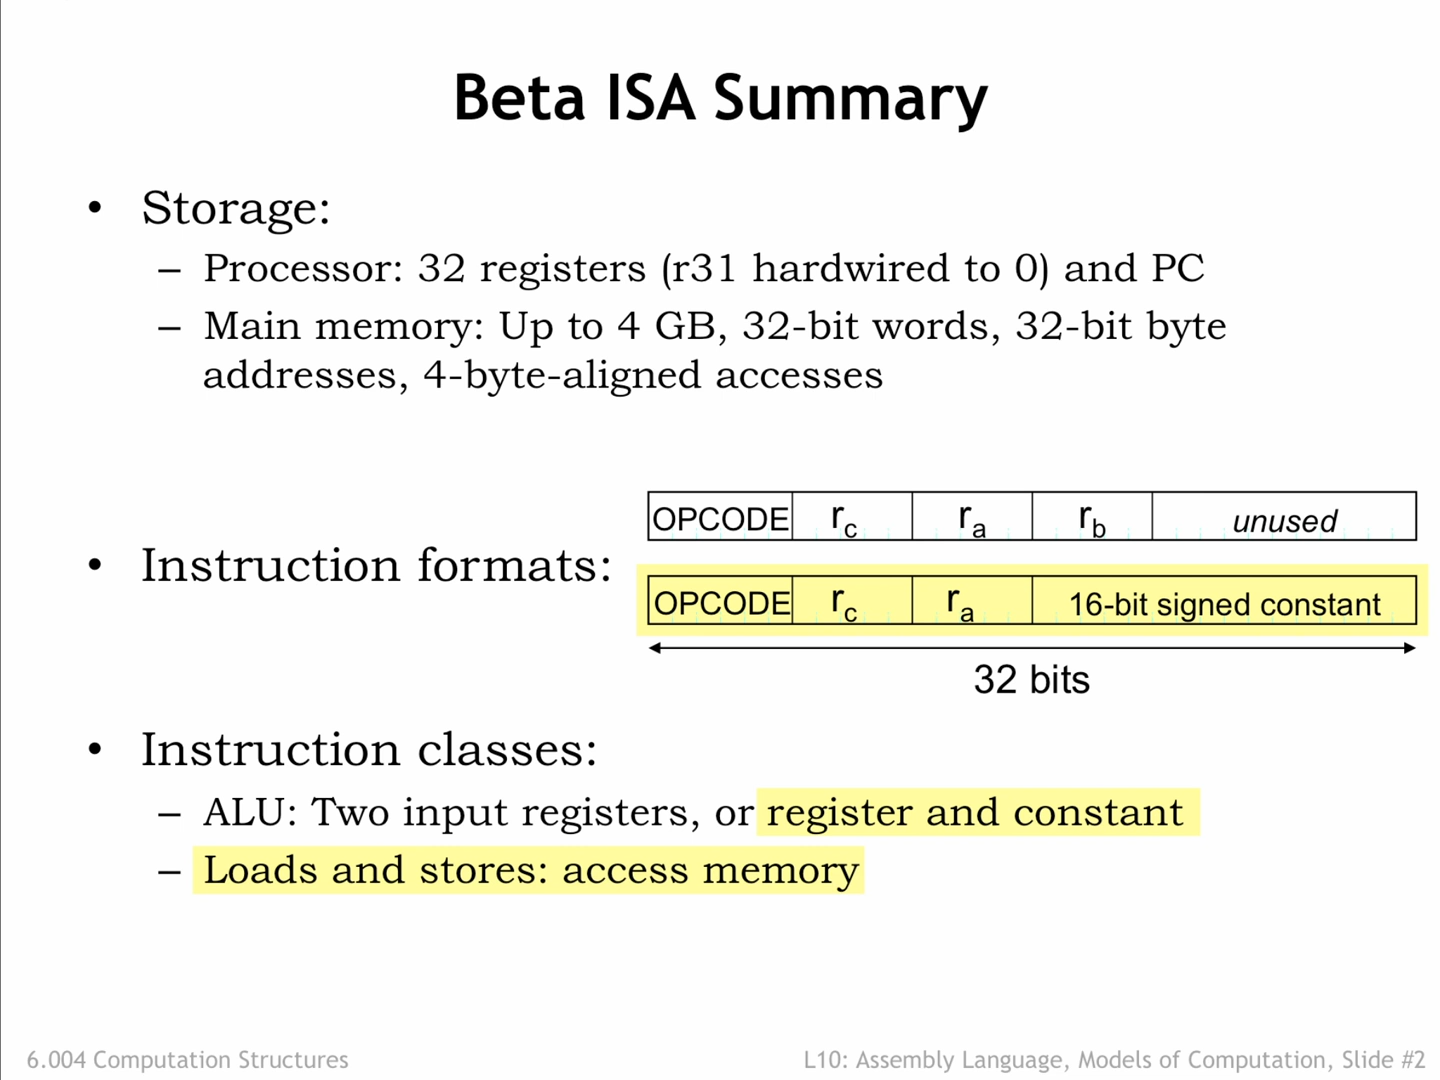 Beta ISA Summary
• Storage:
– Processor: 32 registers (r31 hardwired to 0) and PC
– Main memory: Up to 4 GB, 32-bit words, 32-bit byte
addresses, 4-byte-aligned accesses
OPCODE rc ra rb unused
• Instruction formats:
OPCODE rc ra 16-bit signed constant
32 bits
• Instruction classes:
– ALU: Two input registers, or register and constant
– Loads and stores: access memory
6.004 Computation Structures
L10: Assembly Language, Models of Computation, Slide #2